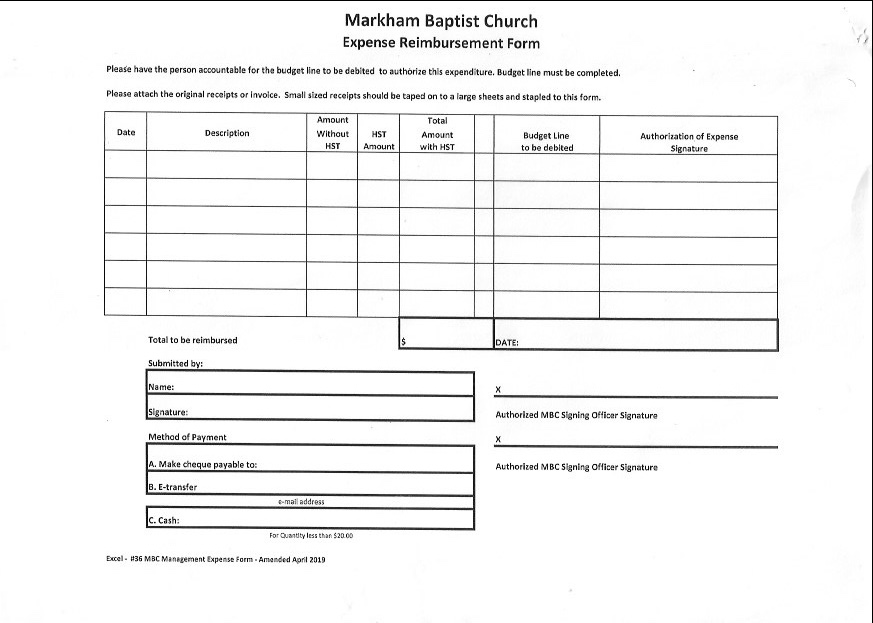 Markham Baptist Church
Expense Reimbursement Form
Please have the person accountable for the budget line to be debited to authorize this expenditure. Budget line must be completed.
Please attach the original receipts or invoice. Small sized receipts should be taped on to a large sheets and stapled to this form.
Date
Description
Amount
Without
HST
HST
Amount
Total
Amount
with HST
Budget Line
to be debited
Authorization of Expense
Signature
Total to be reimbursed
$
DATE:
Submitted by:
Name:
Signature:
X
Authorized MBC Signing Officer Signature
Method of Payment
X
A. Make cheque payable to:
Authorized MBC Signing Officer Signature
B. E-transfer
e-mail address
C. Cash:
For Quantity less than $20.00
Excel - #36 MBC Management Expense Form - Amended April 2019